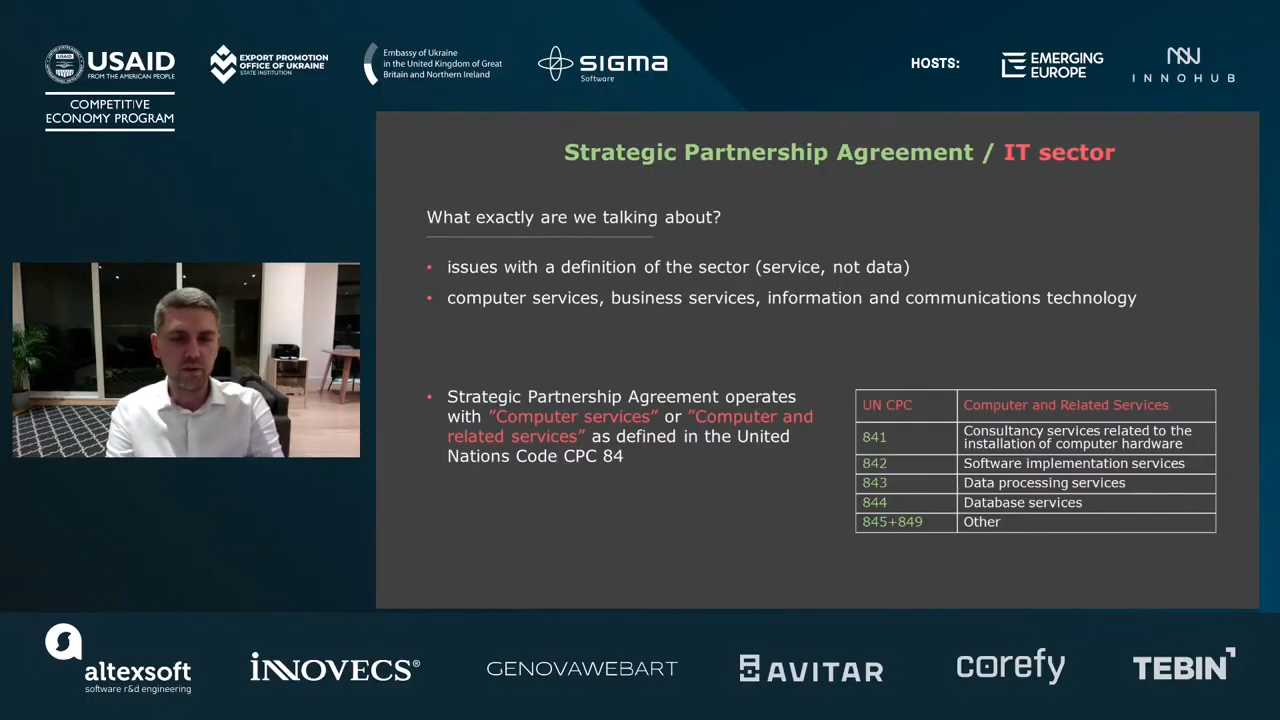 USAID
FROM THE AMERICAN PEOPLE
COMPETITIVE
ECONOMY PROGRAM
EXPORT PROMOTION
OFFICE OF UKRAINE
STATE INSTITUTION
Embassy of Ukraine
in the United Kingdom of Great
Britain and Northern Ireland
SIGMA
Software
HOSTS:
EMERGING
EUROPE
INNOHUB
Strategic Partnership Agreement / IT sector
What exactly are we talking about?
• issues with a definition of the sector (service, not data)
• computer services, business services, information and communications technology
• Strategic Partnership Agreement operates
with ”Computer services” or ”Computer and
related services” as defined in the United
Nations Code CPC 84
UN CPC Computer and Related Services
841 Consultancy services related to the
installation of computer hardware
842 Software implementation services
843 Data processing services
844 Database services
845+849 Other
altexsoft
software r&d engineering
INNOVECS®
GENOVAWEBART
AVITAR
corefy
TEBIN